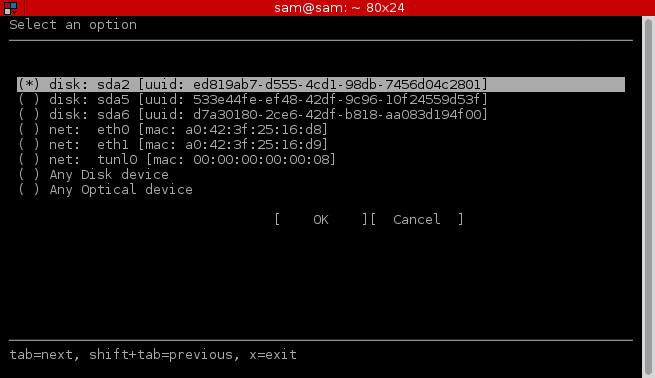 sam@sam: ~ 80x24
Select an option
(*) disk: sda2 [uuid: ed819ab7-d555-4cd1-98db-7456d04c2801]
( ) disk: sda5 [uuid: 533e44fe-ef48-42df-9c96-10f24559d53f]
( ) disk: sda6 [uuid: d7a30180-2ce6-42df-b818-aa083d194f00]
( ) net:  eth0 [mac: a0:42:3f:25:16:d8]
( ) net:  eth1 [mac: a0:42:3f:25:16:d9]
( ) net:  tunl0 [mac: 00:00:00:00:00:08]
( ) Any Disk device
( ) Any Optical device
[    OK    ][  Cancel  ]
tab=next, shift+tab=previous, x=exit